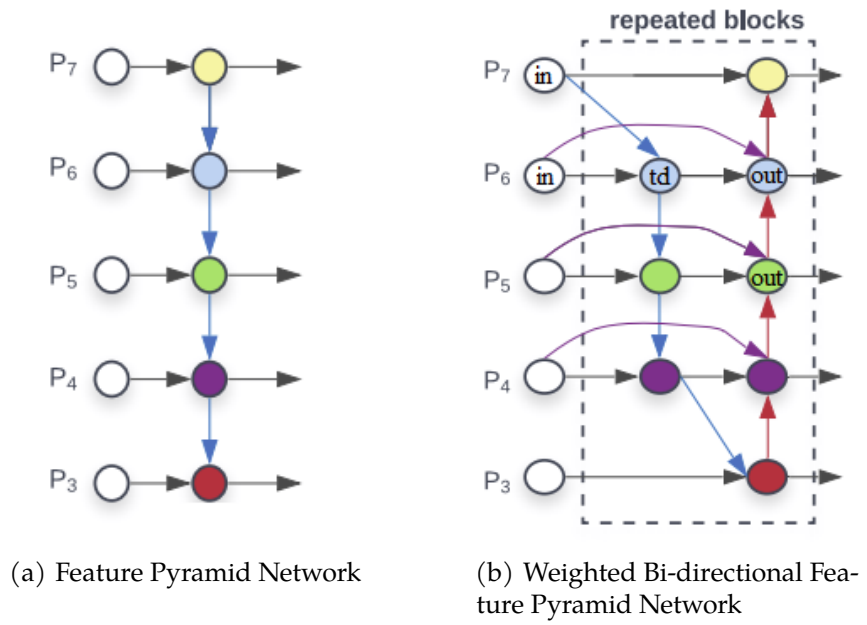 P7
P6
P5
P4
P3
(a) Feature Pyramid Network
repeated blocks
P7 in
P6 in td out
P5 out
P4
P3
(b) Weighted Bi-directional Fea-
ture Pyramid Network